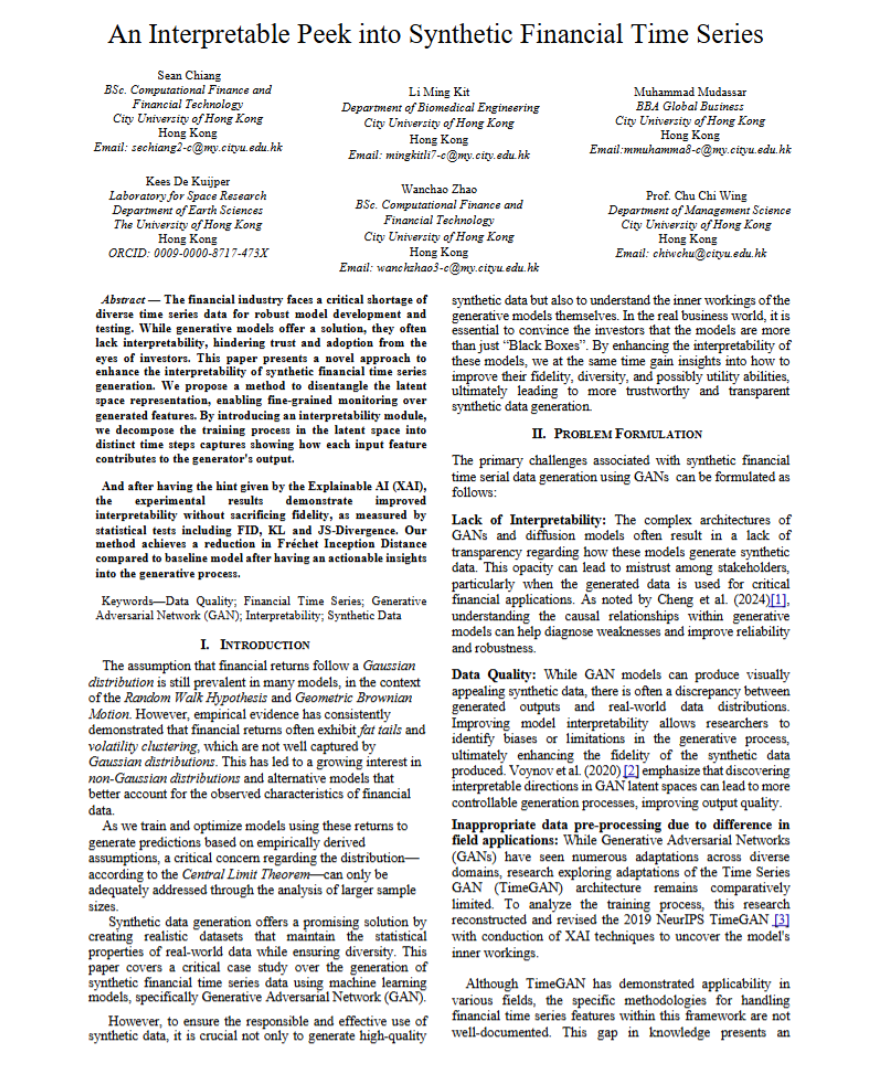 An Interpretable Peek into Synthetic Financial Time Series
Sean Chiang
BSc. Computational Finance and
Financial Technology
City University of Hong Kong
Hong Kong
Email: sechiang2-c@my.cityu.edu.hk
Li Ming Kit
Department of Biomedical Engineering
City University of Hong Kong
Hong Kong
Email: mingkitli7-c@my.city.edu.hk
Muhammad Mudassar
BBA Global Business
City University of Hong Kong
Hong Kong
Email:mmuhamma8-c@my.cityu.edu.hk
Kees De Kuijper
Laboratory for Space Research
Department of Earth Sciences
The University of Hong Kong
Hong Kong
ORCID: 0009-0000-8717-473X
Wanchao Zhao
BSc. Computational Finance and
Financial Technology
City University of Hong Kong
Hong Kong
Email: wanchzhao3-c@my.cityu.edu.hk
Prof. Chu Chi Wing
Department of Management Science
City University of Hong Kong
Hong Kong
Email: chiwchu@cityu.edu.hk
Abstract — The financial industry faces a critical shortage of
diverse time series data for robust model development and
testing. While generative models offer a solution, they often
lack interpretability, hindering trust and adoption from the
eyes of investors. This paper presents a novel approach to
enhance the interpretability of synthetic financial time series
generation. We propose a method to disentangle the latent
space representation, enabling fine-grained monitoring over
generated features. By introducing an interpretability module,
we decompose the training process in the latent space into
distinct time steps captures showing how each input feature
contributes to the generator's output.
And after having the hint given by the Explainable AI (XAI),
the experimental results demonstrate improved
interpretability without sacrificing fidelity, as measured by
statistical tests including FID, KL and JS-Divergence. Our
method achieves a reduction in Fréchet Inception Distance
compared to baseline model after having an actionable insights
into the generative process.
Keywords—Data Quality; Financial Time Series; Generative
Adversarial Network (GAN); Interpretability; Synthetic Data
I. INTRODUCTION
The assumption that financial returns follow a Gaussian
distribution is still prevalent in many models, in the context
of the Random Walk Hypothesis and Geometric Brownian
Motion. However, empirical evidence has consistently
demonstrated that financial returns often exhibit fat tails and
volatility clustering, which are not well captured by
Gaussian distributions. This has led to a growing interest in
non-Gaussian distributions and alternative models that
better account for the observed characteristics of financial
data.
As we train and optimize models using these returns to
generate predictions based on empirically derived
assumptions, a critical concern regarding the distribution—
according to the Central Limit Theorem—can only be
adequately addressed through the analysis of larger sample
sizes.
Synthetic data generation offers a promising solution by
creating realistic datasets that maintain the statistical
properties of real-world data while ensuring diversity. This
paper covers a critical case study over the generation of
synthetic financial time series data using machine learning
models, specifically Generative Adversarial Network (GAN).
However, to ensure the responsible and effective use of
synthetic data, it is crucial not only to generate high-quality
synthetic data but also to understand the inner workings of the
generative models themselves. In the real business world, it is
essential to convince the investors that the models are more
than just “Black Boxes”. By enhancing the interpretability of
these models, we at the same time gain insights into how to
improve their fidelity, diversity, and possibly utility abilities,
ultimately leading to more trustworthy and transparent
synthetic data generation.
II. PROBLEM FORMULATION
The primary challenges associated with synthetic financial
time serial data generation using GANs can be formulated as
follows:
Lack of Interpretability: The complex architectures of
GANs and diffusion models often result in a lack of
transparency regarding how these models generate synthetic
data. This opacity can lead to mistrust among stakeholders,
particularly when the generated data is used for critical
financial applications. As noted by Cheng et al. (2024)[1],
understanding the causal relationships within generative
models can help diagnose weaknesses and improve reliability
and robustness.
Data Quality: While GAN models can produce visually
appealing synthetic data, there is often a discrepancy between
generated outputs and real-world data distributions.
Improving model interpretability allows researchers to
identify biases or limitations in the generative process,
ultimately enhancing the fidelity of the synthetic data
produced. Voynov et al. (2020) [2] emphasize that discovering
interpretable directions in GAN latent spaces can lead to more
controllable generation processes, improving output quality.
Inappropriate data pre-processing due to difference in
field applications: While Generative Adversarial Networks
(GANs) have seen numerous adaptations across diverse
domains, research exploring adaptations of the Time Series
GAN (TimeGAN) architecture remains comparatively
limited. To analyze the training process, this research
reconstructed and revised the 2019 NeurIPS TimeGAN [3]
with conduction of XAI techniques to uncover the model's
inner workings.
Although TimeGAN has demonstrated applicability in
various fields, the specific methodologies for handling
financial time series features within this framework are not
well-documented. This gap in knowledge presents an